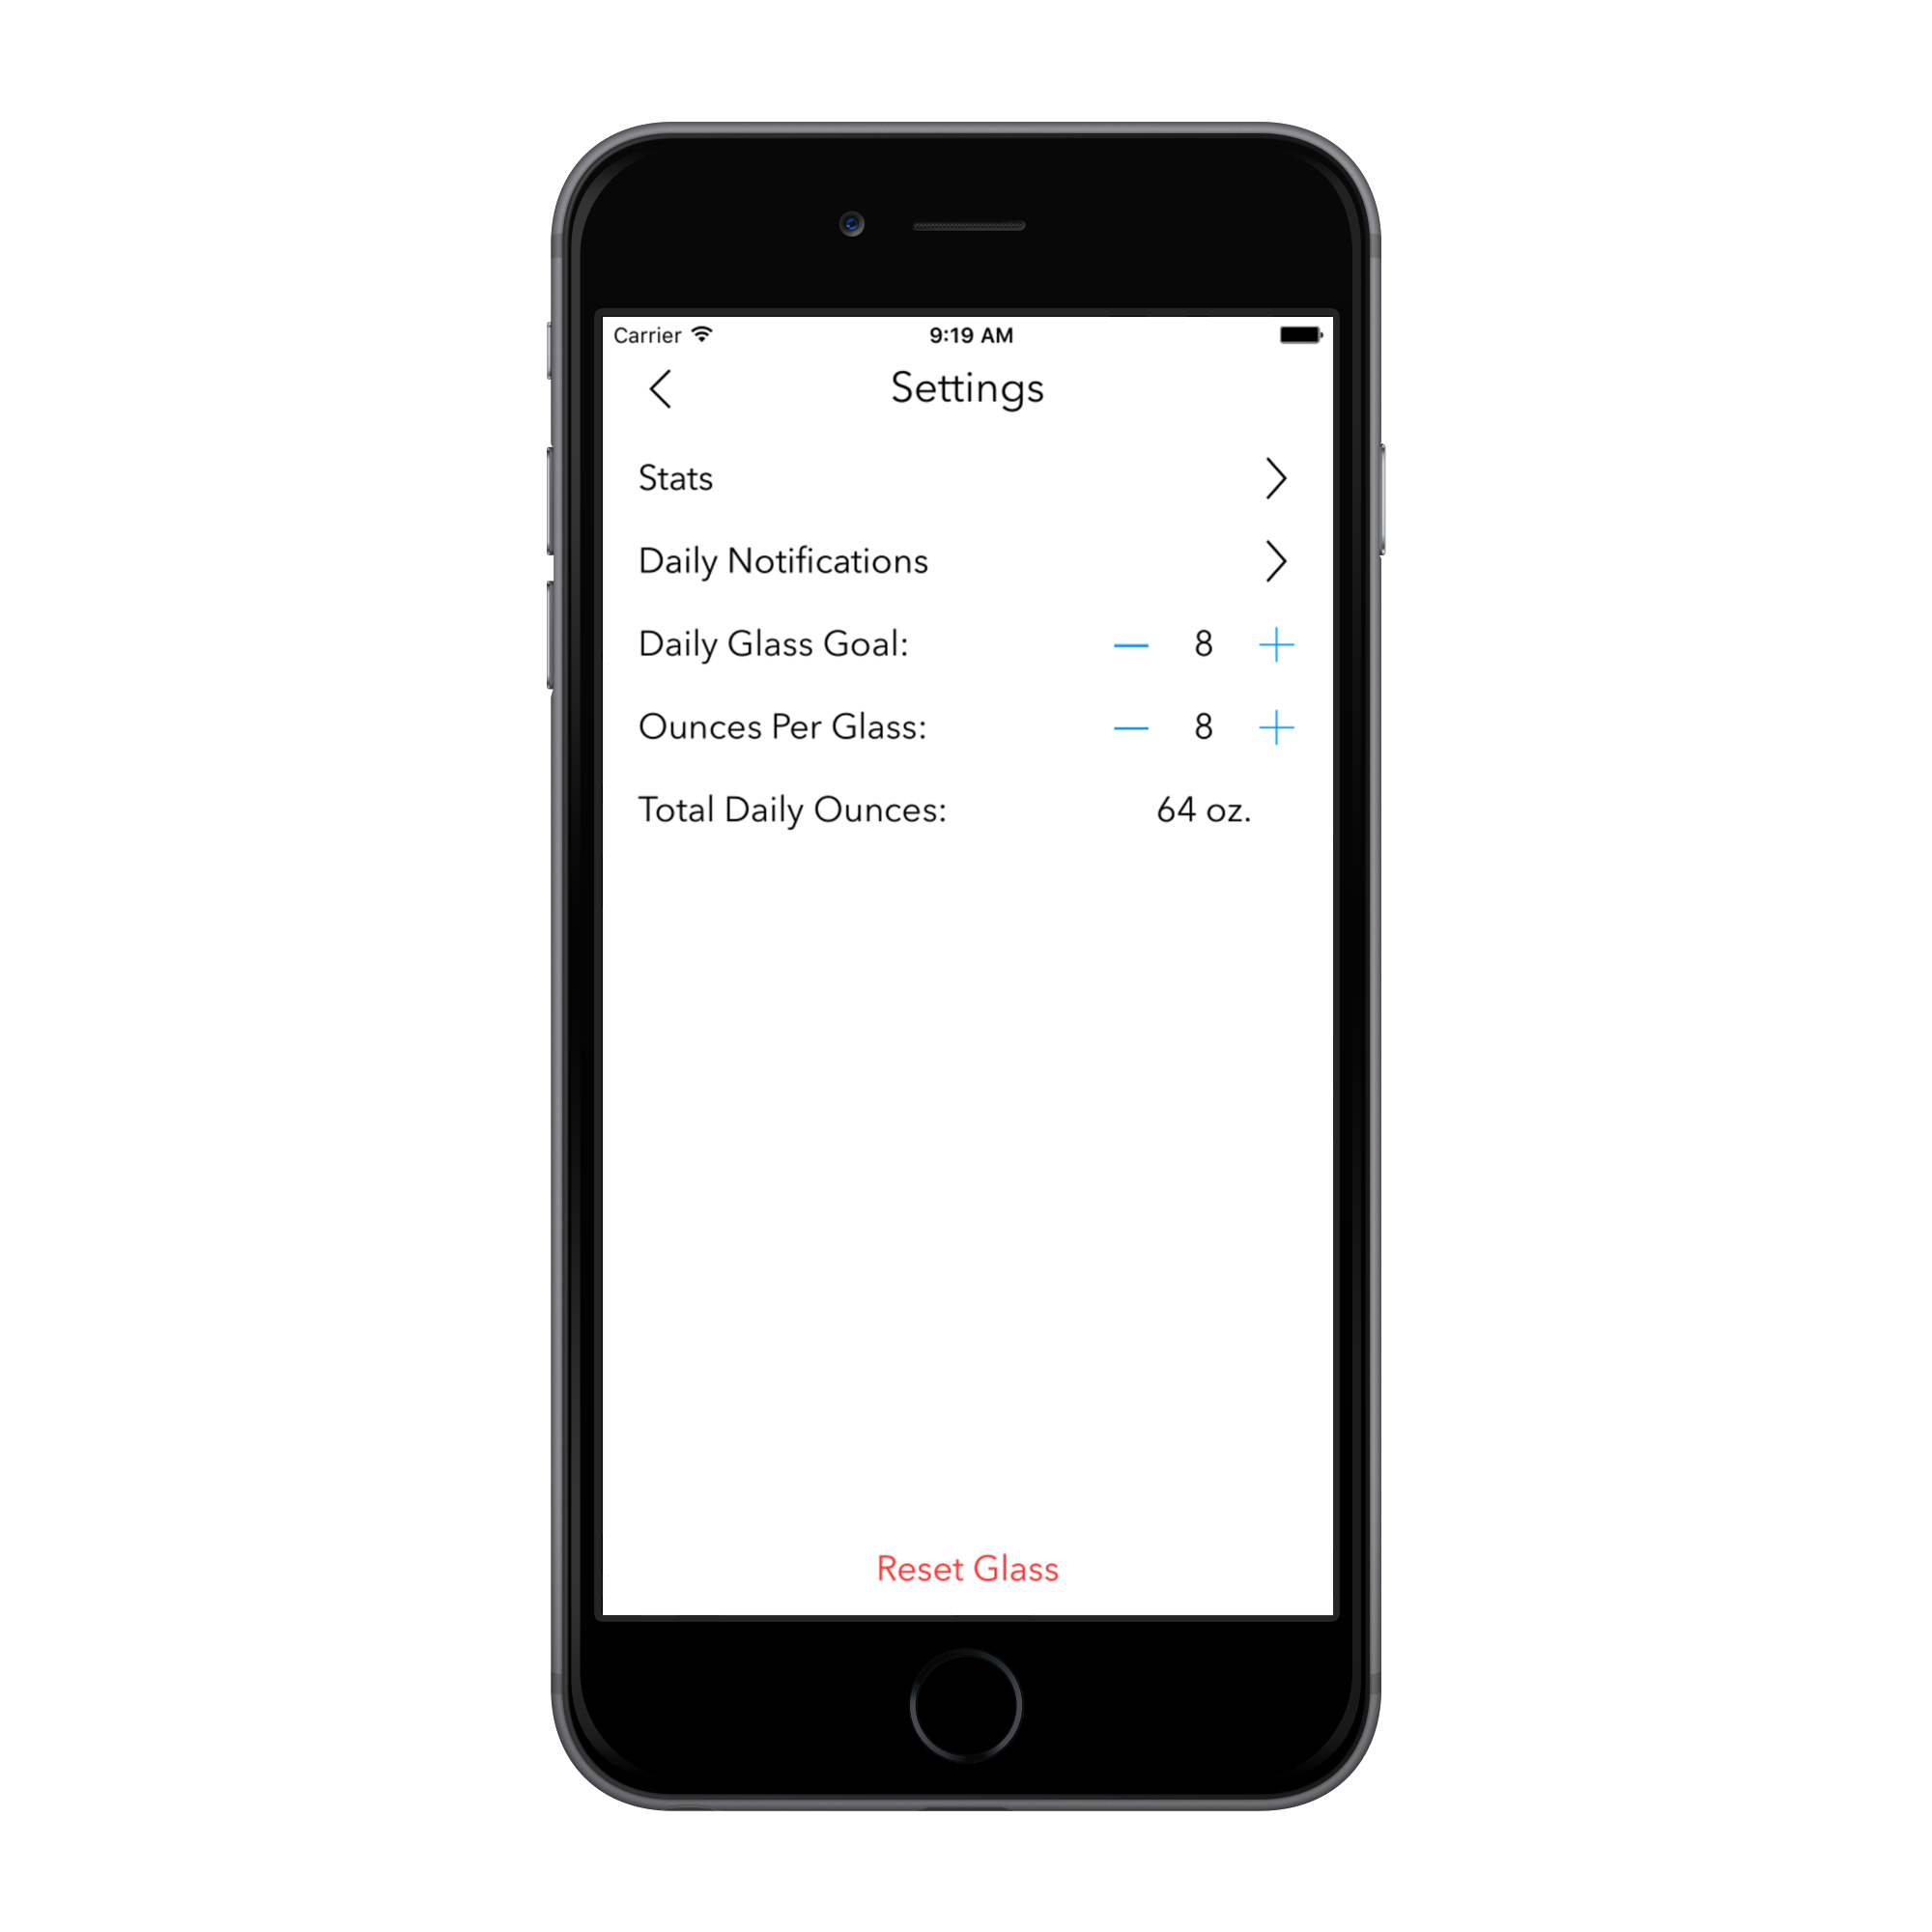 Carrier 9:19 AM
Settings
Stats
Daily Notifications
Daily Glass Goal: — 8 +
Ounces Per Glass: — 8 +
Total Daily Ounces: 64 oz.
Reset Glass